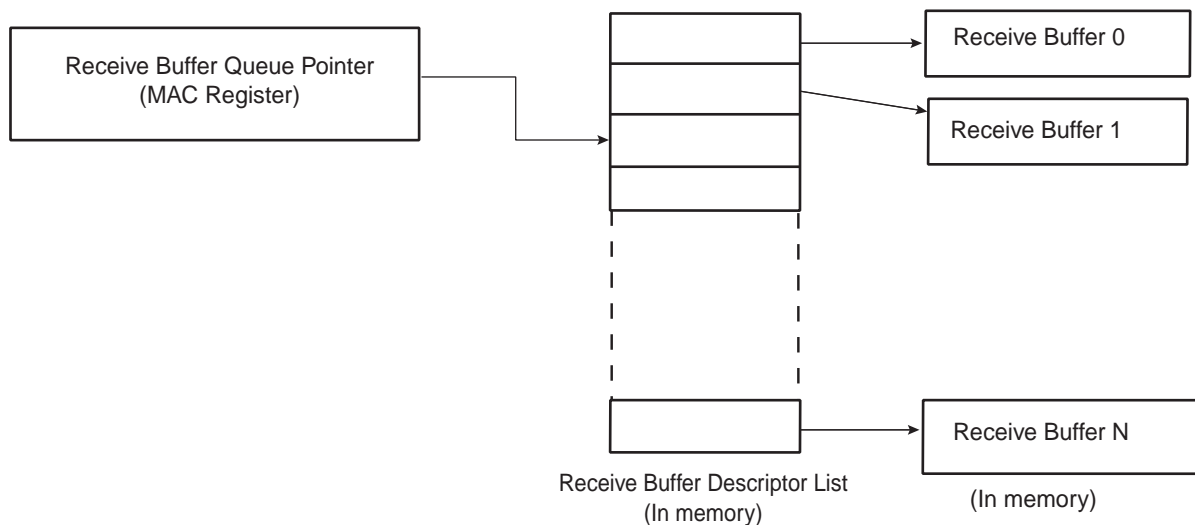 Receive Buffer Queue Pointer
(MAC Register)
Receive Buffer 0
Receive Buffer 1
Receive Buffer N
Receive Buffer Descriptor List
(In memory)
(In memory)